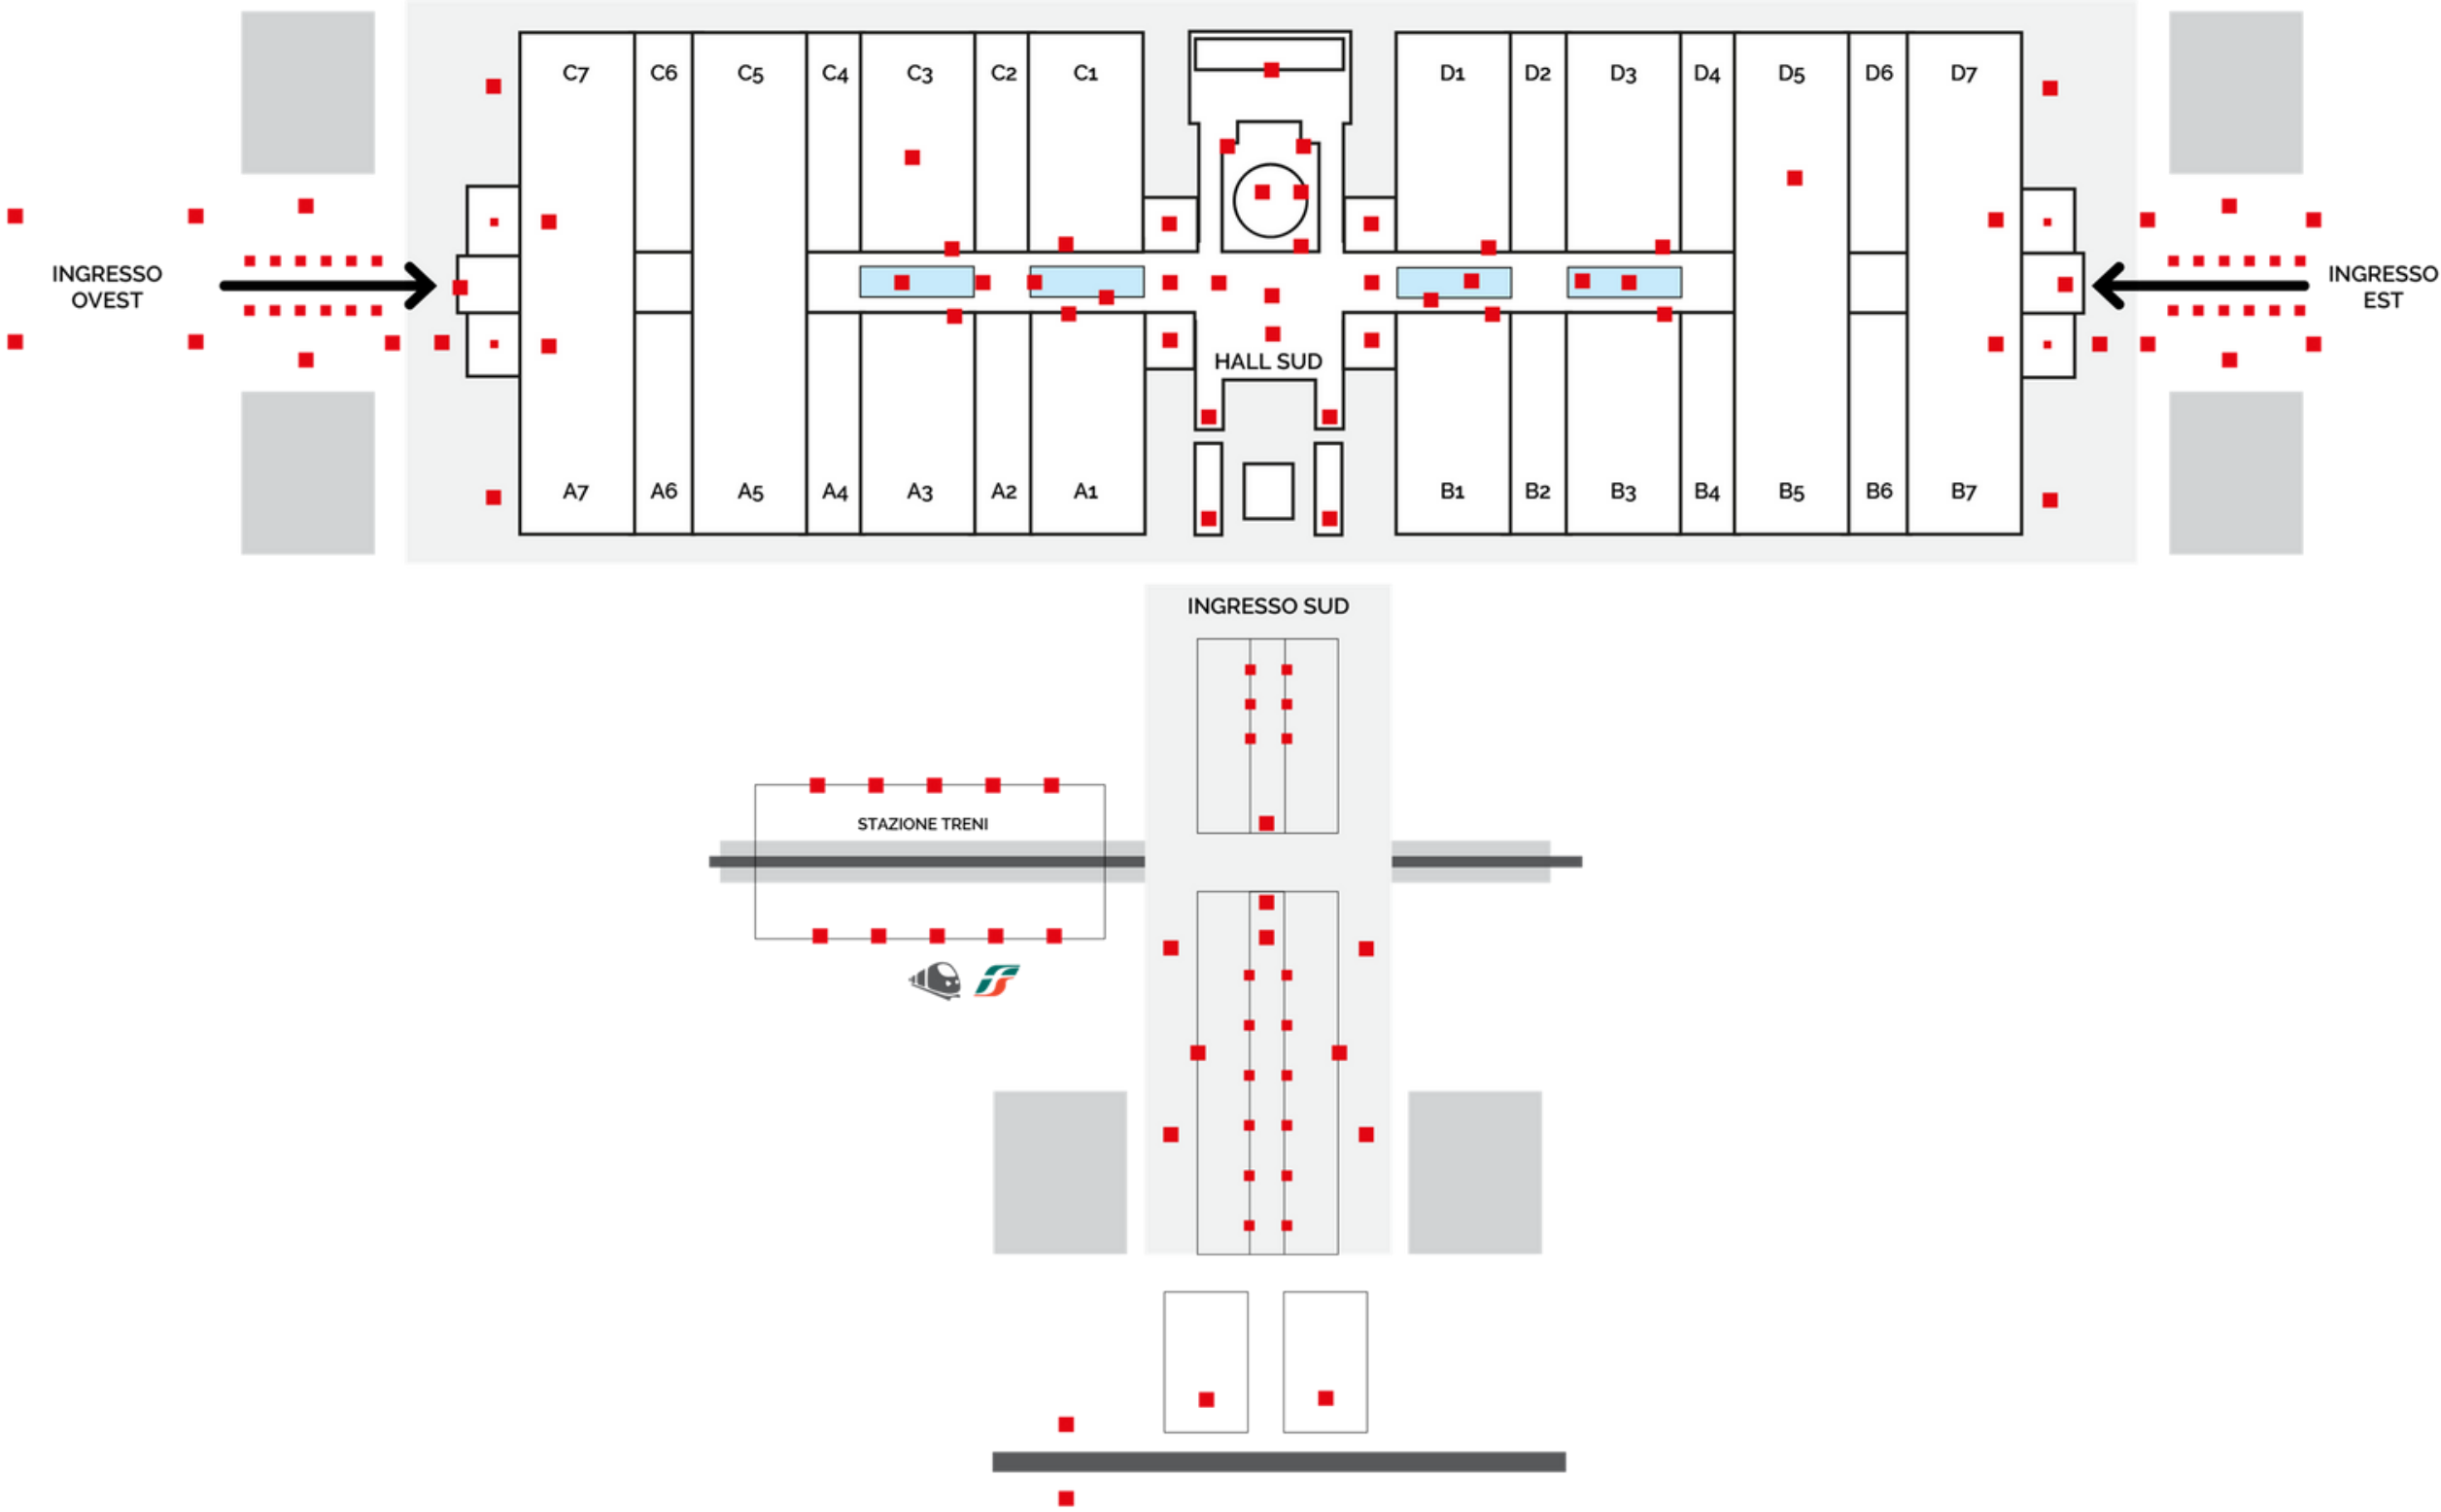 C7 C6 C5 C4 C3 C2 C1 D1 D2 D3 D4 D5 D6 D7
INGRESSO
OVEST
INGRESSO
EST
HALL SUD
A7 A6 A5 A4 A3 A2 A1 B1 B2 B3 B4 B5 B6 B7
INGRESSO SUD
STAZIONE TRENI